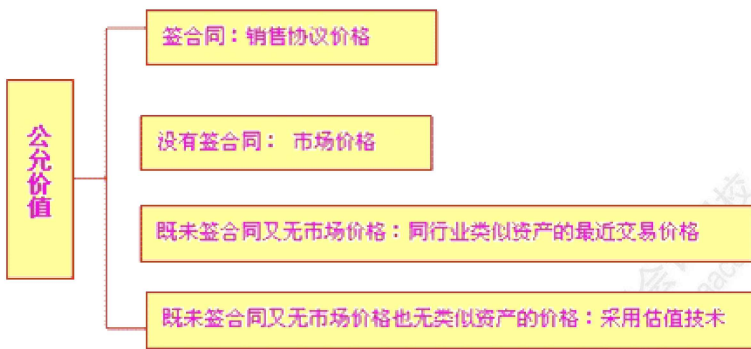 签合同：销售协议价格
公允价值
没有签合同： 市场价格
既未签合同又无市场价格：同行业类似资产的最近交易价格
既未签合同又无市场价格也无类似资产的价格：采用估值技术